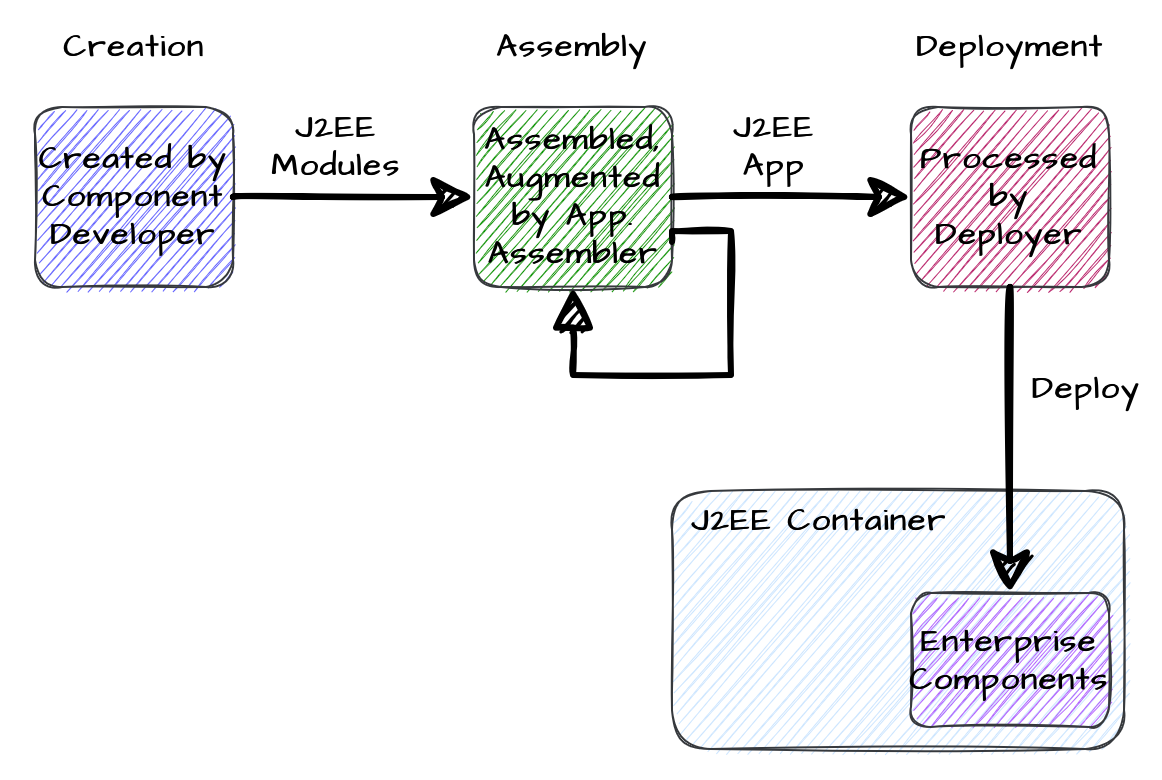 Creation
Assembly
Deployment
Created by
Component
Developer
J2EE
Modules
Assembled,
Augmented
by App.
Assembler
J2EE
App
Processed
by
Deployer
Deploy
J2EE Container
Enterprise
Components